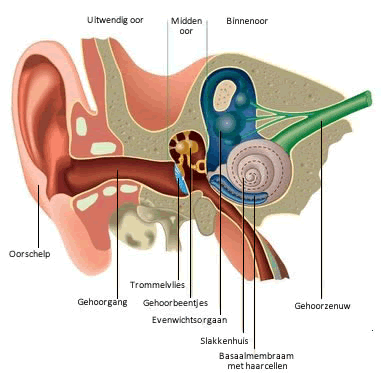 Uitwendig oor
Midden
oor
Binnenoor
Oorschelp
Trommelvlies
Gehoorgang
Gehoorbeentjes
Gehoorzenuw
Evenwichtsorgaan
Slakkenhuis
Basaalmembraam
met haarcellen